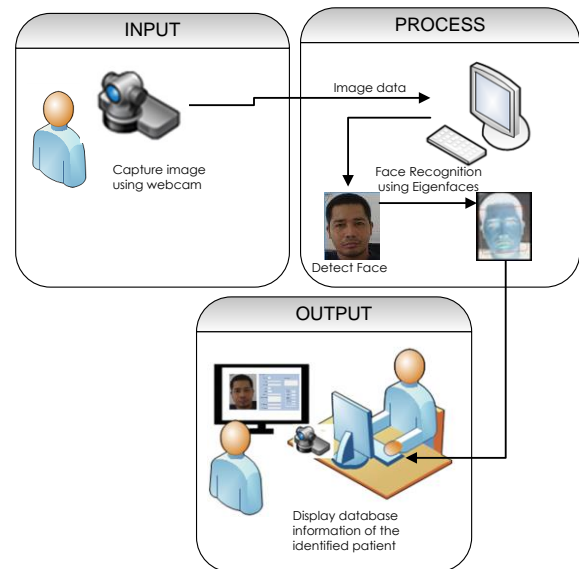 INPUT
Capture image
using webcam
PROCESS
Image data
Face Recognition
using Eigenfaces
Detect Face
OUTPUT
Display database
information of the
identified patient